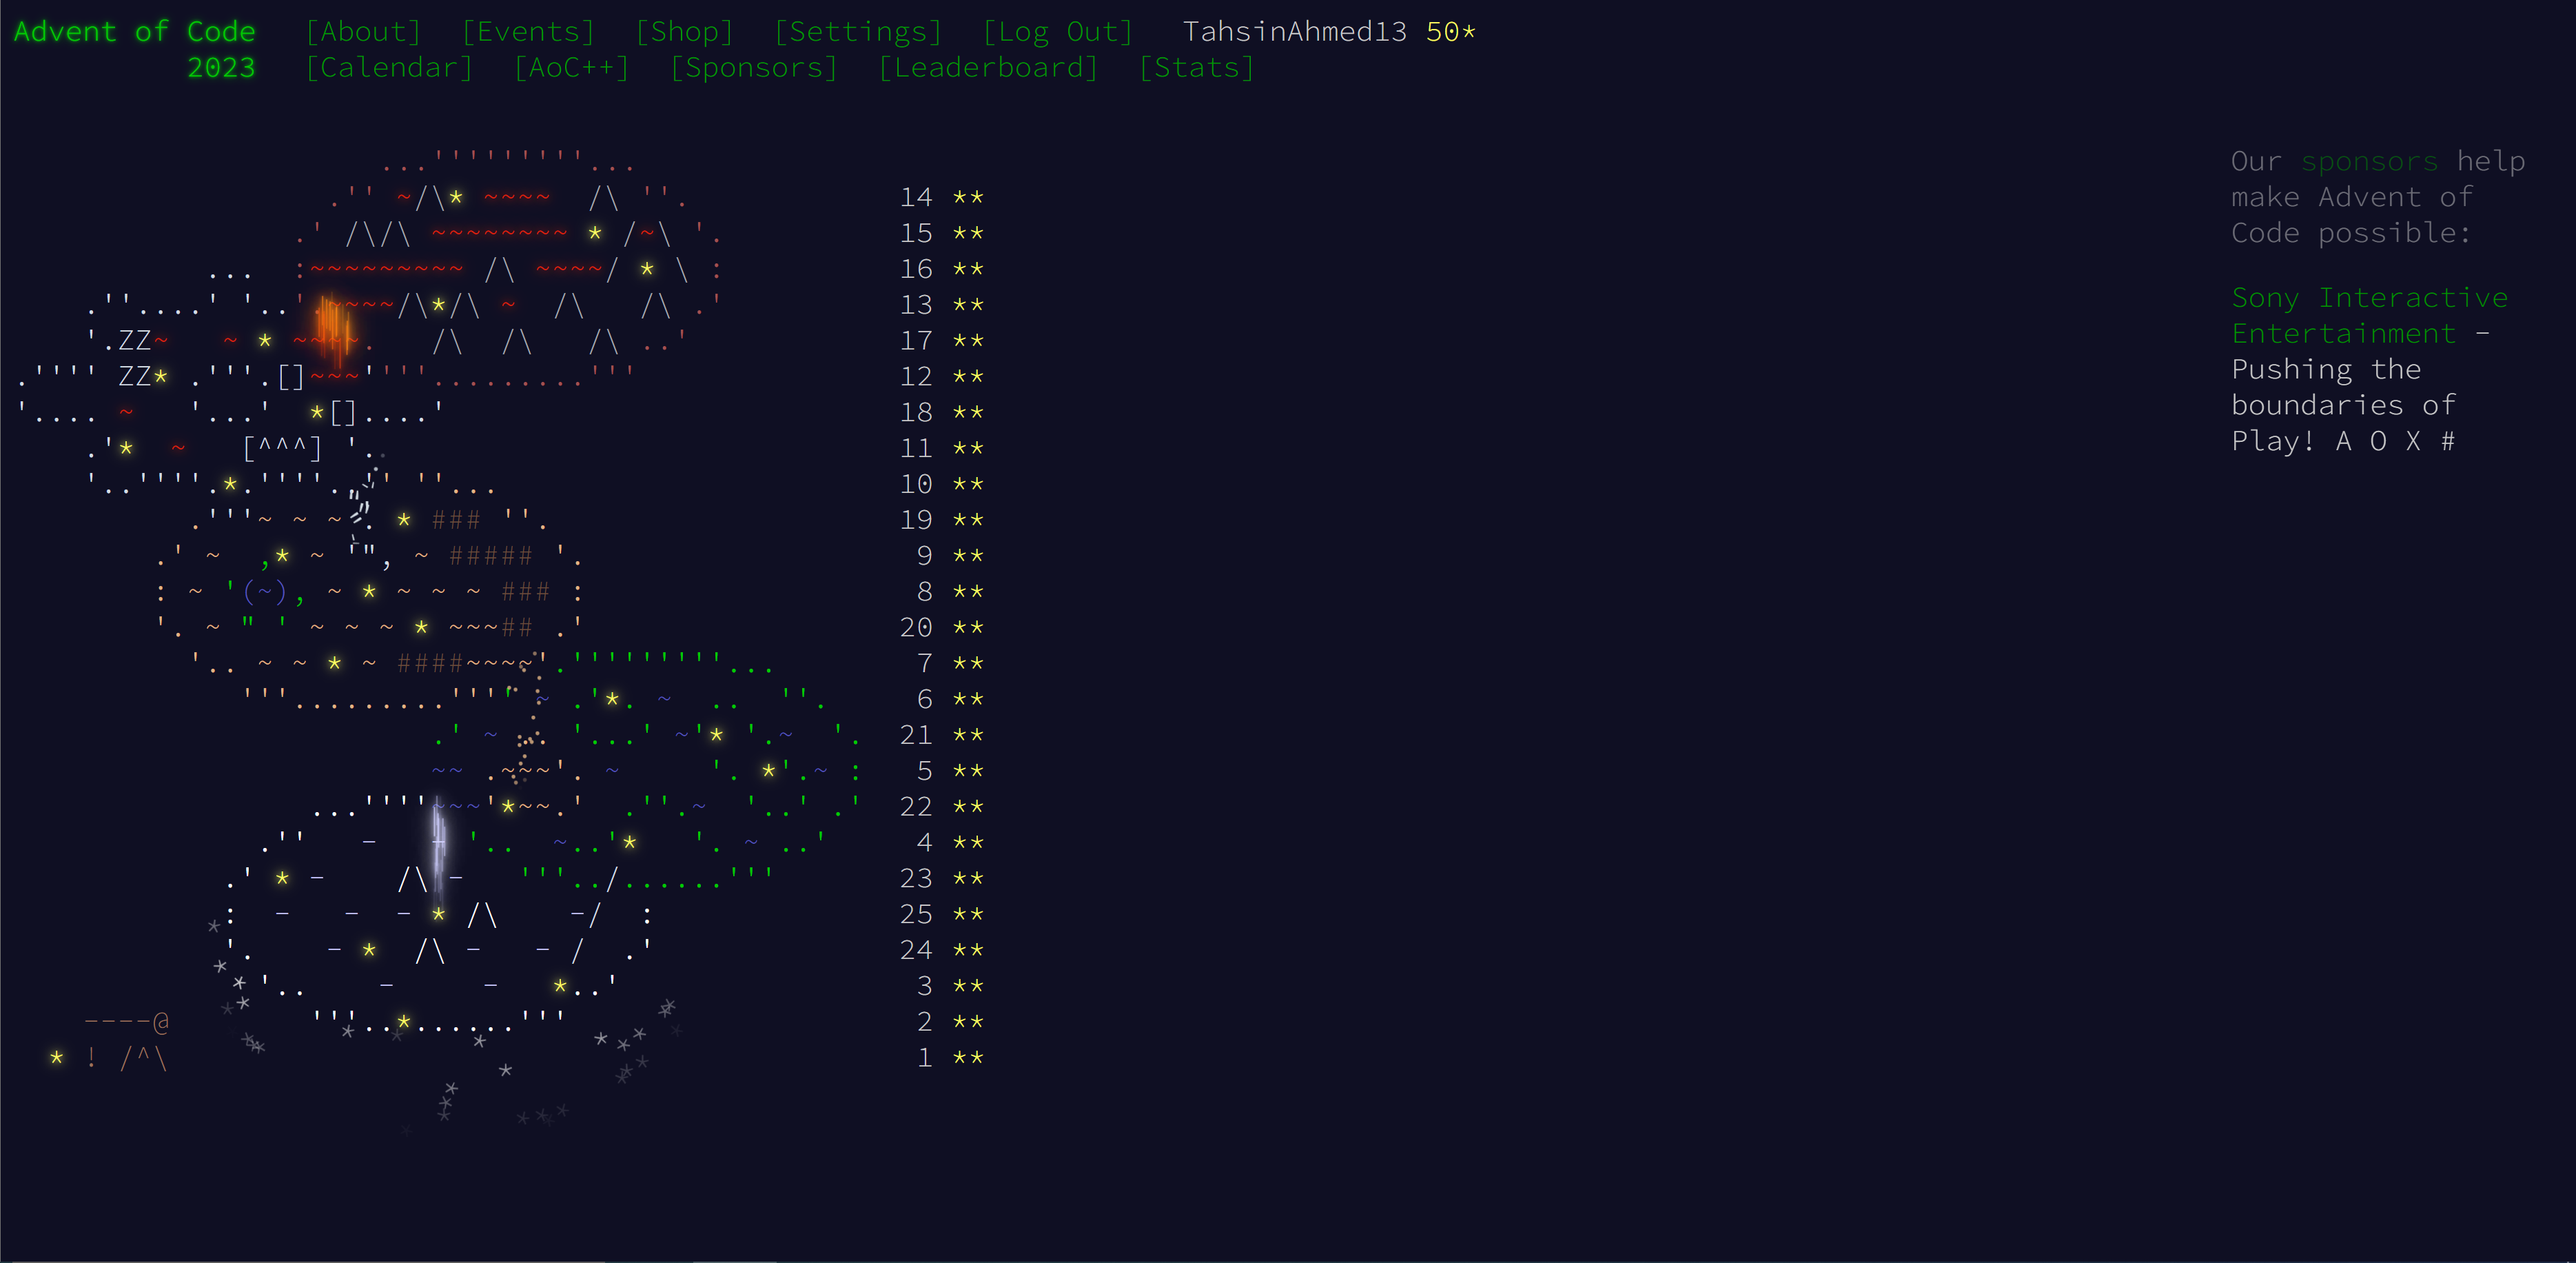 Advent of Code [About] [Events] [Shop] [Settings] [Log Out] TahsinAhmed13 50*
2023 [Calendar] [AoC++] [Sponsors] [Leaderboard] [Stats]
14 **
15 **
16 **
13 **
17 **
12 **
18 **
11 **
10 **
19 **
9 **
8 **
20 **
7 **
6 **
21 **
5 **
22 **
4 **
23 **
25 **
24 **
3 **
2 **
1 **
Our sponsors help
make Advent of
Code possible:
Sony Interactive
Entertainment -
Pushing the
boundaries of
Play! A O X #